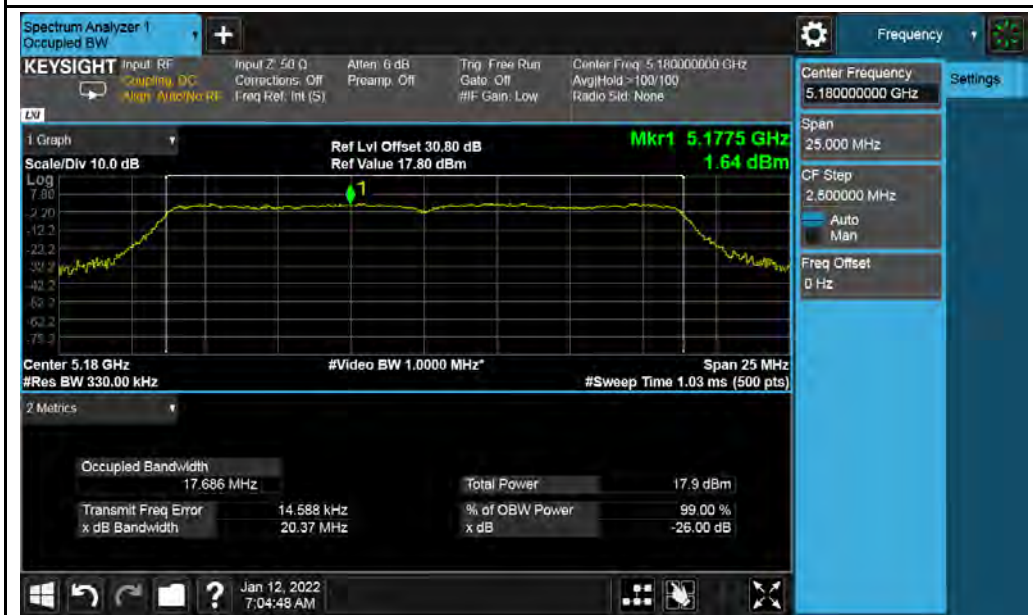 Spectrum Analyzer 1
Occupied BW
Frequency
KEYSIGHT
Input: RF
Coupling: DC
Align: Auto/No RF
Input Z: 50 Ω
Corrections: Off
Freq Ref: Int (S)
Atten: 6 dB
Preamp: Off
Trig: Free Run
Gate: Off
#IF Gain: Low
Center Freq: 5.180000000 GHz
Avg|Hold:>100/100
Radio Std: None
LXI
Center Frequency
5.180000000 GHz
Settings
Span
25.000 MHz
CF Step
2.500000 MHz
Auto
Man
Freq Offset
0 Hz
1 Graph
Scale/Div 10.0 dB
Ref Lvl Offset 30.80 dB
Ref Value 17.80 dBm
Mkr1 5.1775 GHz
1.64 dBm
Log
7.80
1
-2.20
-12.2
-22.2
-32.2
-42.2
-62.2
Center 5.18 GHz
#Video BW 1.0000 MHz*
Span 25 MHz
#Res BW 330.00 kHz
#Sweep Time 1.03 ms (500 pts)
2 Metrics
Occupied Bandwidth
17.686 MHz
Total Power 17.9 dBm
Transmit Freq Error 14.588 kHz
% of OBW Power 99.00 %
x dB Bandwidth 20.37 MHz
x dB -26.00 dB
?
Jan 12, 2022
7:04:48 AM